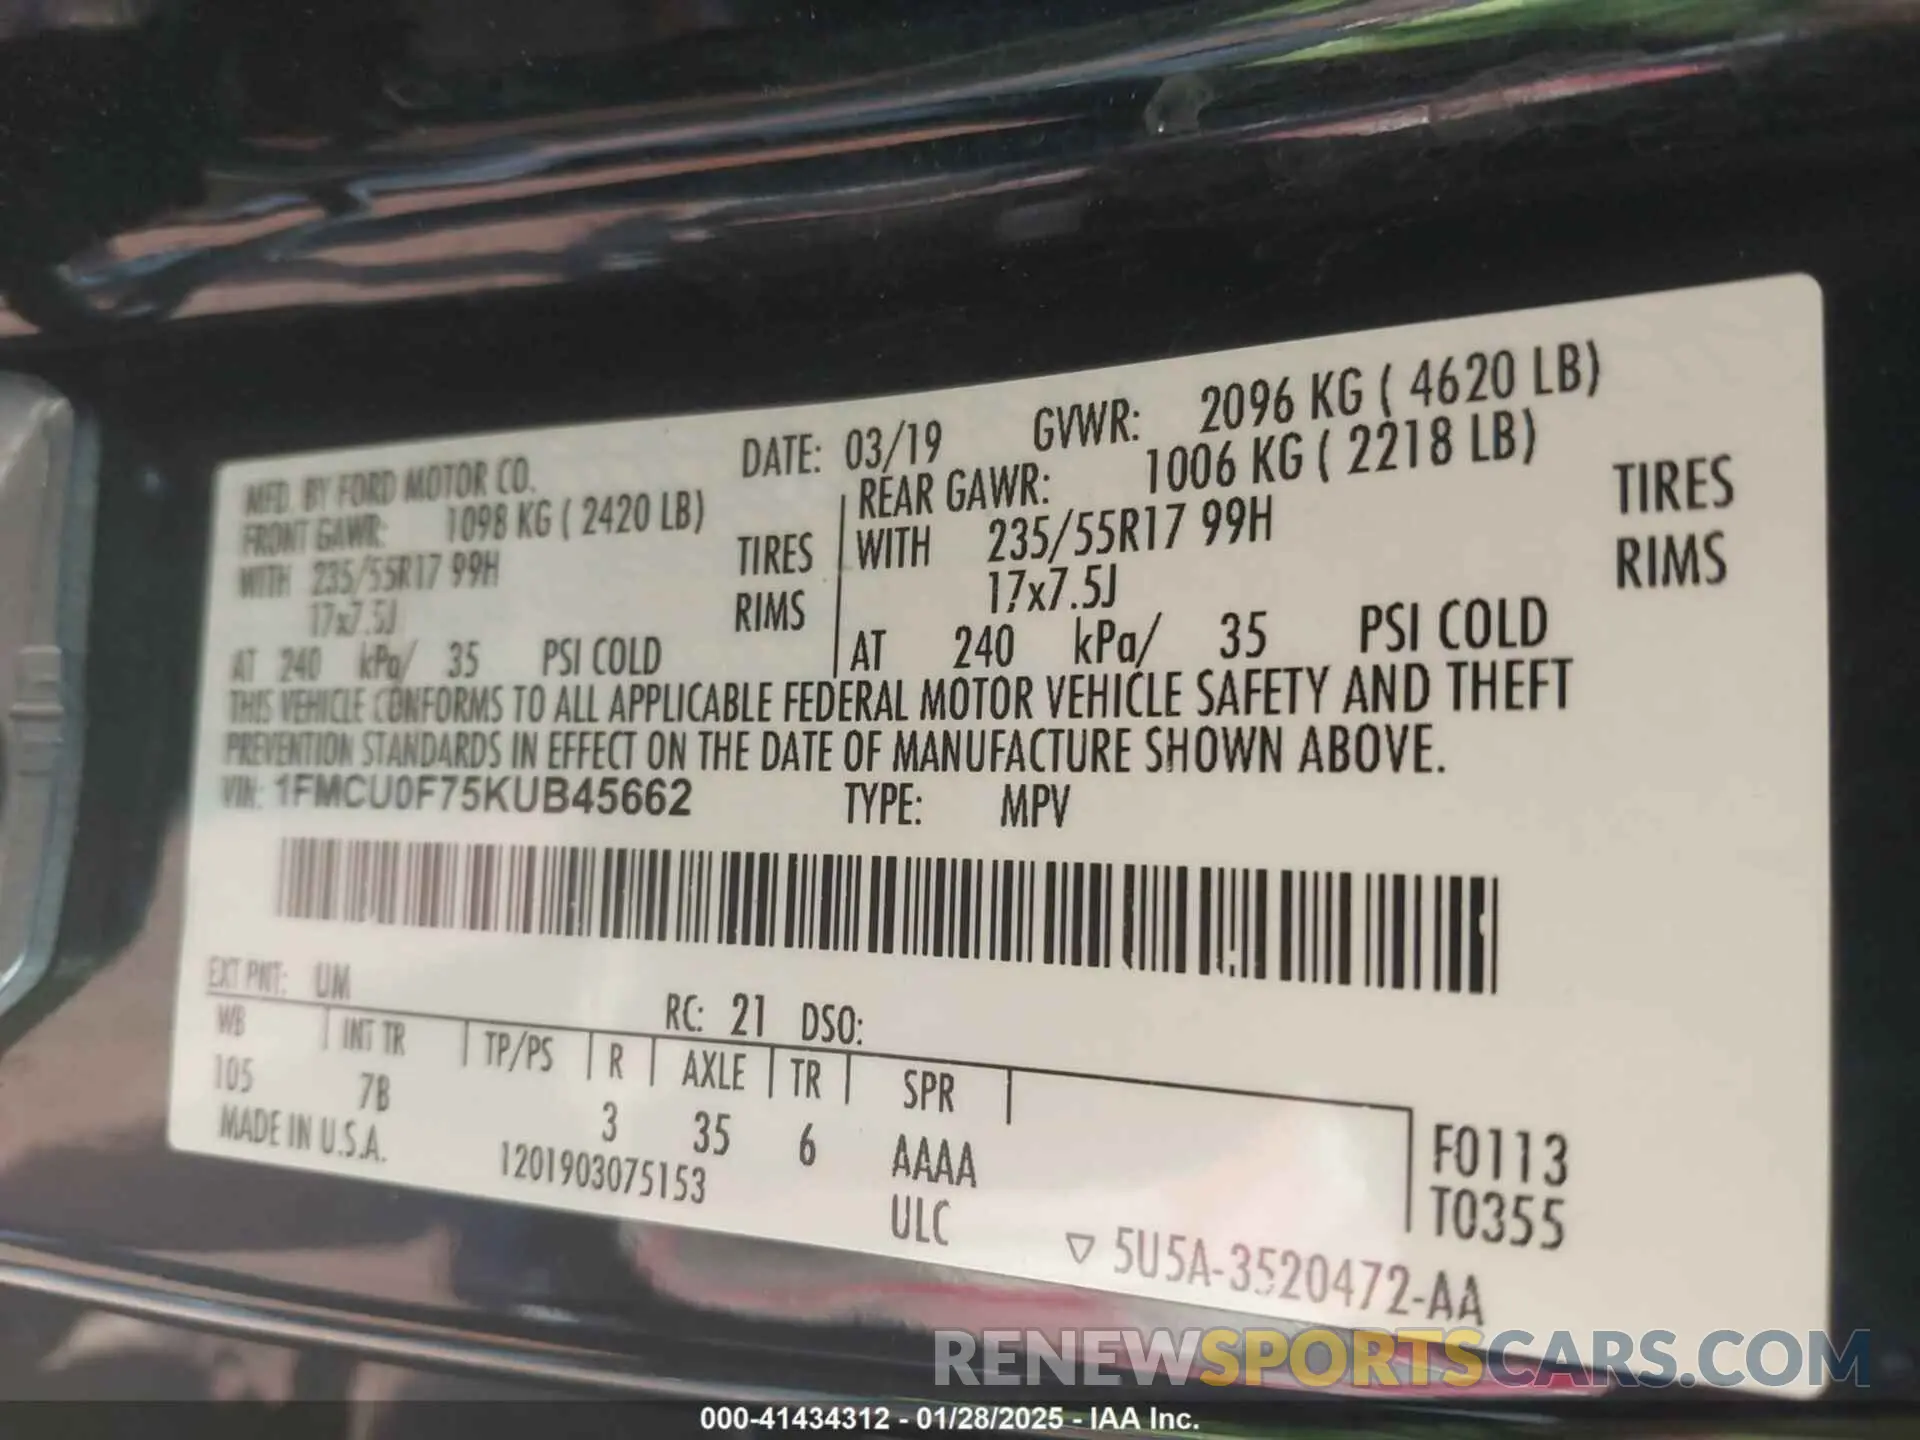 MFD. BY FORD MOTOR CO. DATE: 03/19 GVWR: 2096 KG ( 4620 LB)
FRONT GAWR: 1098 KG ( 2420 LB) REAR GAWR: 1006 KG ( 2218 LB)
WITH 235/55R17 99H TIRES WITH 235/55R17 99H TIRES
17x7.5J RIMS 17x7.5J RIMS
AT 240 kPa/ 35 PSI COLD AT 240 kPa/ 35 PSI COLD
THIS VEHICLE CONFORMS TO ALL APPLICABLE FEDERAL MOTOR VEHICLE SAFETY AND THEFT
PREVENTION STANDARDS IN EFFECT ON THE DATE OF MANUFACTURE SHOWN ABOVE.
VIN: 1FMCU0F75KUB45662 TYPE: MPV
EXT PNT: UM RC: 21 DSO:
WB INT TR TP/PS R AXLE TR SPR
105 7B 3 35 6 AAAA F0113
MADE IN U.S.A. 1201903075153 ULC T0355
▽ 5U5A-3520472-AA
RENEWSPORTSCARS.COM
000-41434312 - 01/28/2025 - IAA Inc.